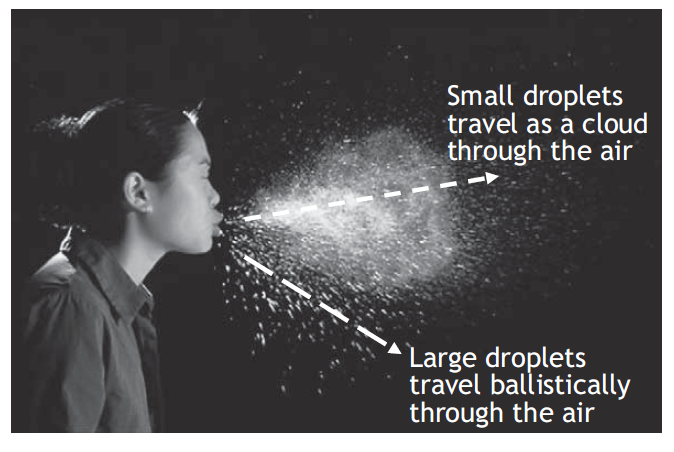 Small droplets
travel as a cloud
through the air
Large droplets
travel ballistically
through the air